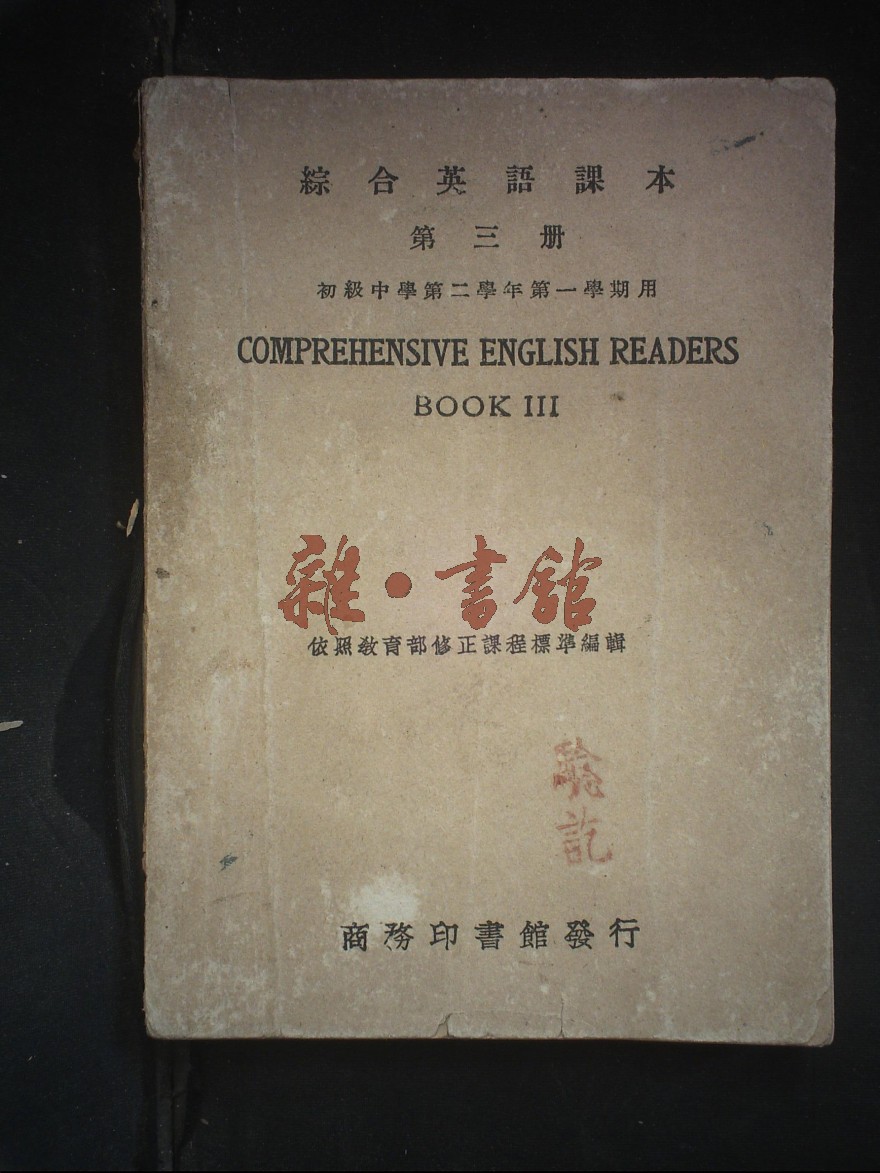 綜合英語課本
第三册
初級中學第二學年第一學期用
COMPREHENSIVE ENGLISH READERS
BOOK III
雜·書館
依照敎育部修正課程標準編輯
訖
商務印書館發行